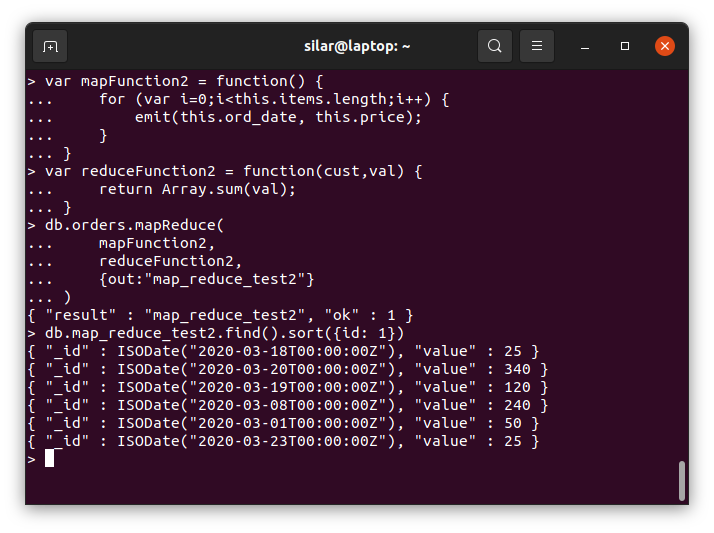 silar@laptop: ~
> var mapFunction2 = function() {
...     for (var i=0;i<this.items.length;i++) {
...         emit(this.ord_date, this.price);
...     }
... }
> var reduceFunction2 = function(cust,val) {
...     return Array.sum(val);
... }
> db.orders.mapReduce(
...     mapFunction2,
...     reduceFunction2,
...     {out:"map_reduce_test2"}
... )
{ "result" : "map_reduce_test2", "ok" : 1 }
> db.map_reduce_test2.find().sort({id: 1})
{ "_id" : ISODate("2020-03-18T00:00:00Z"), "value" : 25 }
{ "_id" : ISODate("2020-03-20T00:00:00Z"), "value" : 340 }
{ "_id" : ISODate("2020-03-19T00:00:00Z"), "value" : 120 }
{ "_id" : ISODate("2020-03-08T00:00:00Z"), "value" : 240 }
{ "_id" : ISODate("2020-03-01T00:00:00Z"), "value" : 50 }
{ "_id" : ISODate("2020-03-23T00:00:00Z"), "value" : 25 }
>